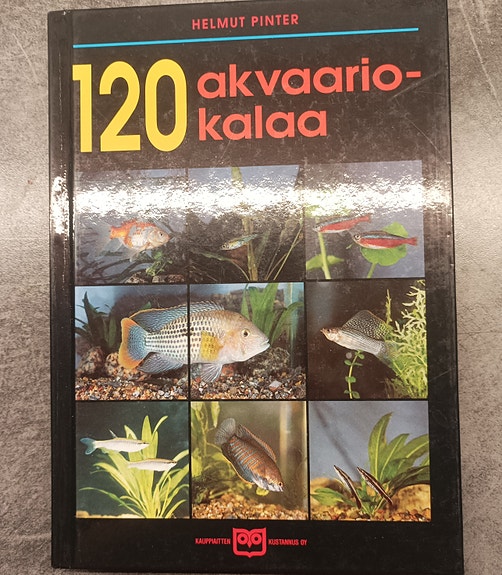 HELMUT PINTER
120 akvaario-
kalaa
KAUPPIAITTEN KUSTANNUS OY